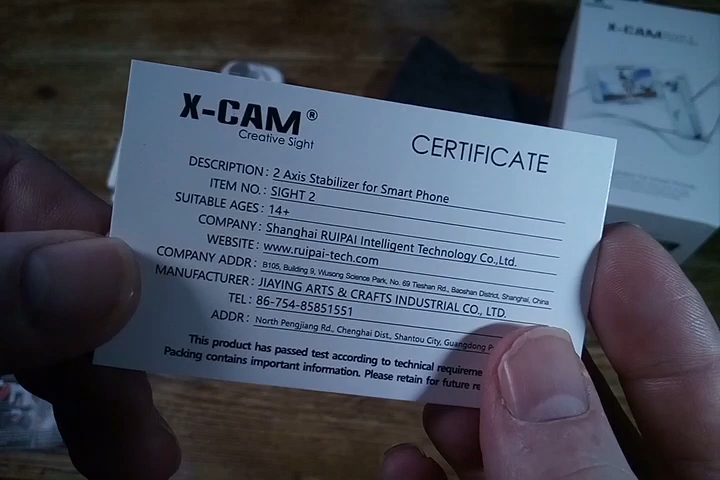 X-CAM®
Creative Sight
CERTIFICATE
DESCRIPTION: 2 Axis Stabilizer for Smart Phone
ITEM NO.: SIGHT 2
SUITABLE AGES: 14+
COMPANY: Shanghai RUIPAI Intelligent Technology Co.,Ltd.
WEBSITE: www.ruipai-tech.com
COMPANY ADDR: B105, Building 9, Wusong Science Park, No. 69 Tieshan Rd., Baoshan District, Shanghai, China
MANUFACTURER: JIAYING ARTS & CRAFTS INDUSTRIAL CO., LTD.
TEL: 86-754-85851551
ADDR: North Pengjiang Rd., Chenghai Dist., Shantou City, Guangdong
This product has passed test according to technical
Packing contains important information. Please retain for future
X-CAM